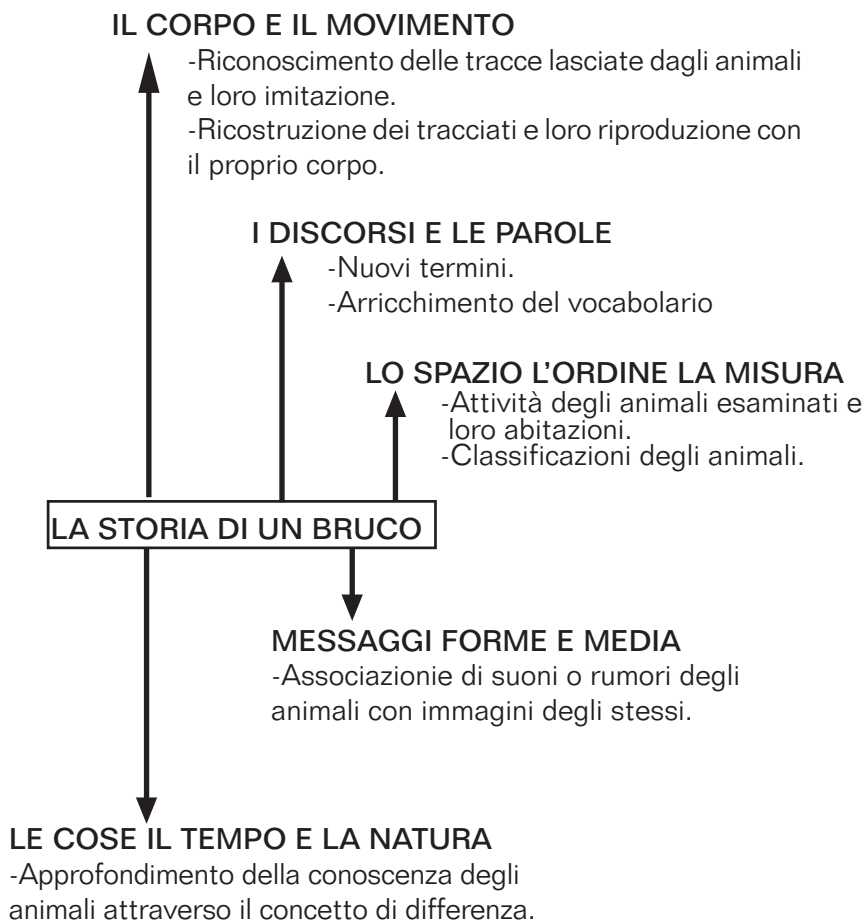 IL CORPO E IL MOVIMENTO
-Riconoscimento delle tracce lasciate dagli animali
e loro imitazione.
-Ricostruzione dei tracciati e loro riproduzione con
il proprio corpo.
I DISCORSI E LE PAROLE
-Nuovi termini.
-Arricchimento del vocabolario
LO SPAZIO L'ORDINE LA MISURA
-Attività degli animali esaminati e
loro abitazioni.
-Classificazioni degli animali.
LA STORIA DI UN BRUCO
MESSAGGI FORME E MEDIA
-Associazionie di suoni o rumori degli
animali con immagini degli stessi.
LE COSE IL TEMPO E LA NATURA
-Approfondimento della conoscenza degli
animali attraverso il concetto di differenza.